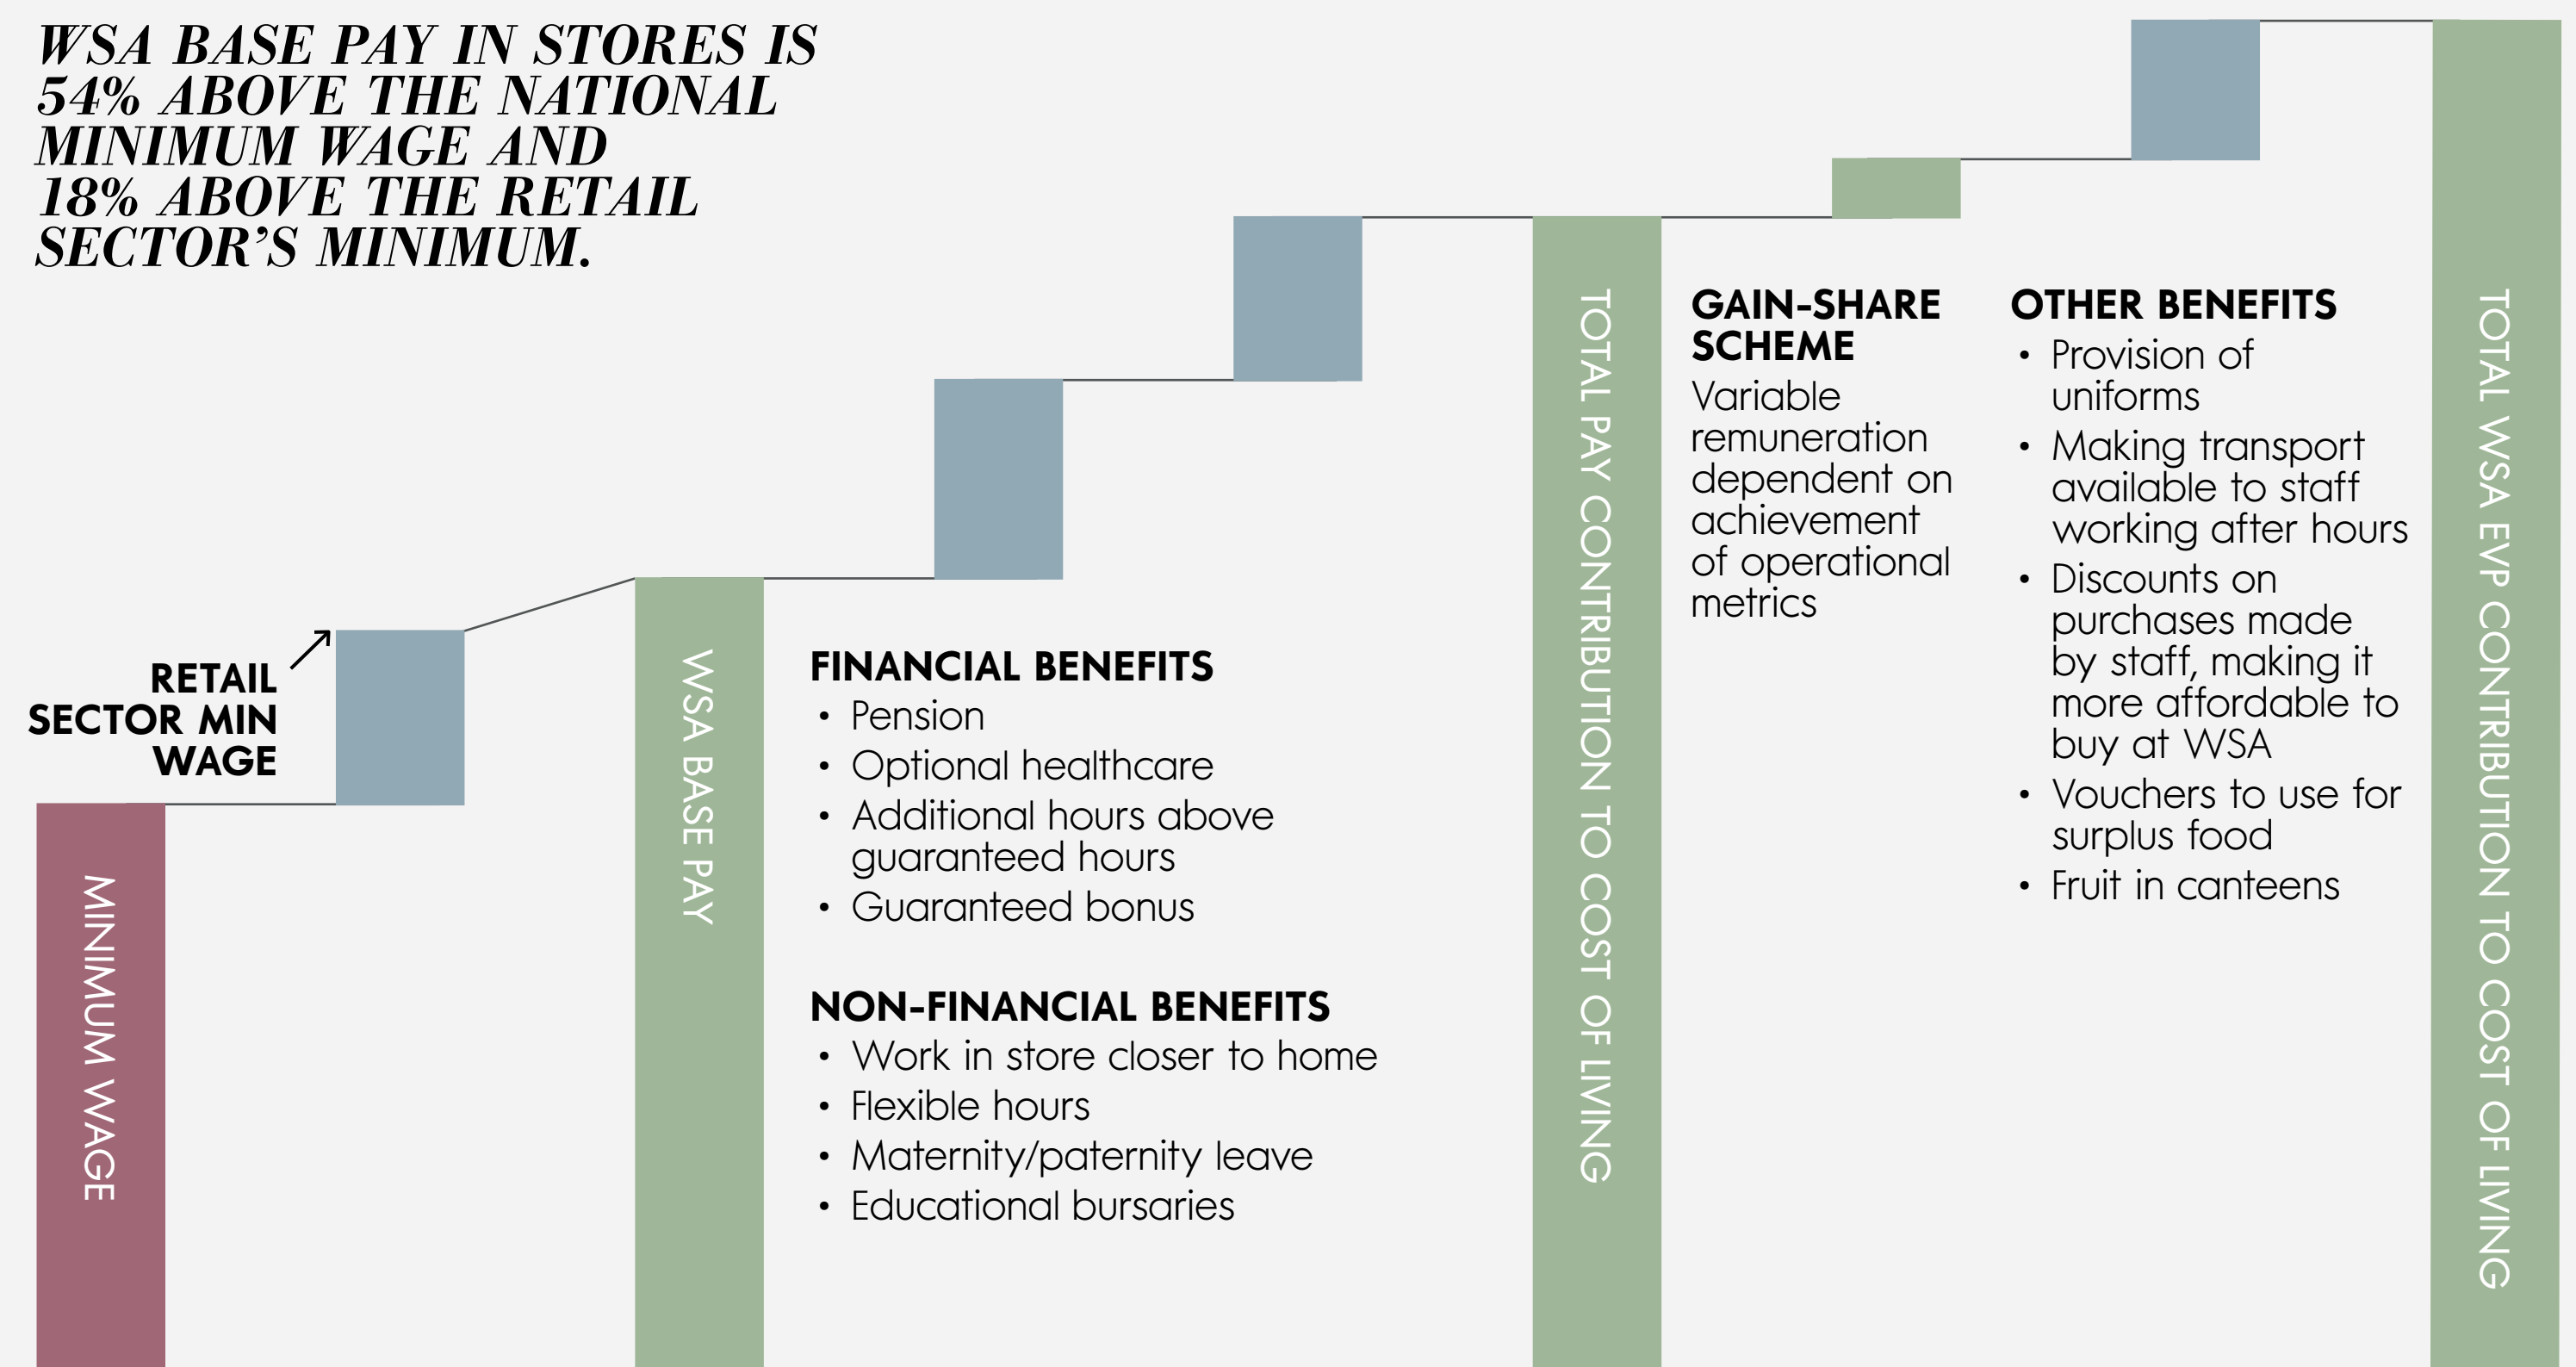 WSA BASE PAY IN STORES IS
54% ABOVE THE NATIONAL
MINIMUM WAGE AND
18% ABOVE THE RETAIL
SECTOR’S MINIMUM.
MINIMUM WAGE
RETAIL
SECTOR MIN
WAGE
WSA BASE PAY
FINANCIAL BENEFITS
• Pension
• Optional healthcare
• Additional hours above
guaranteed hours
• Guaranteed bonus
NON-FINANCIAL BENEFITS
• Work in store closer to home
• Flexible hours
• Maternity/paternity leave
• Educational bursaries
TOTAL PAY CONTRIBUTION TO COST OF LIVING
GAIN-SHARE
SCHEME
Variable
remuneration
dependent on
achievement
of operational
metrics
OTHER BENEFITS
• Provision of
uniforms
• Making transport
available to staff
working after hours
• Discounts on
purchases made
by staff, making it
more affordable to
buy at WSA
• Vouchers to use for
surplus food
• Fruit in canteens
TOTAL WSA EVP CONTRIBUTION TO COST OF LIVING